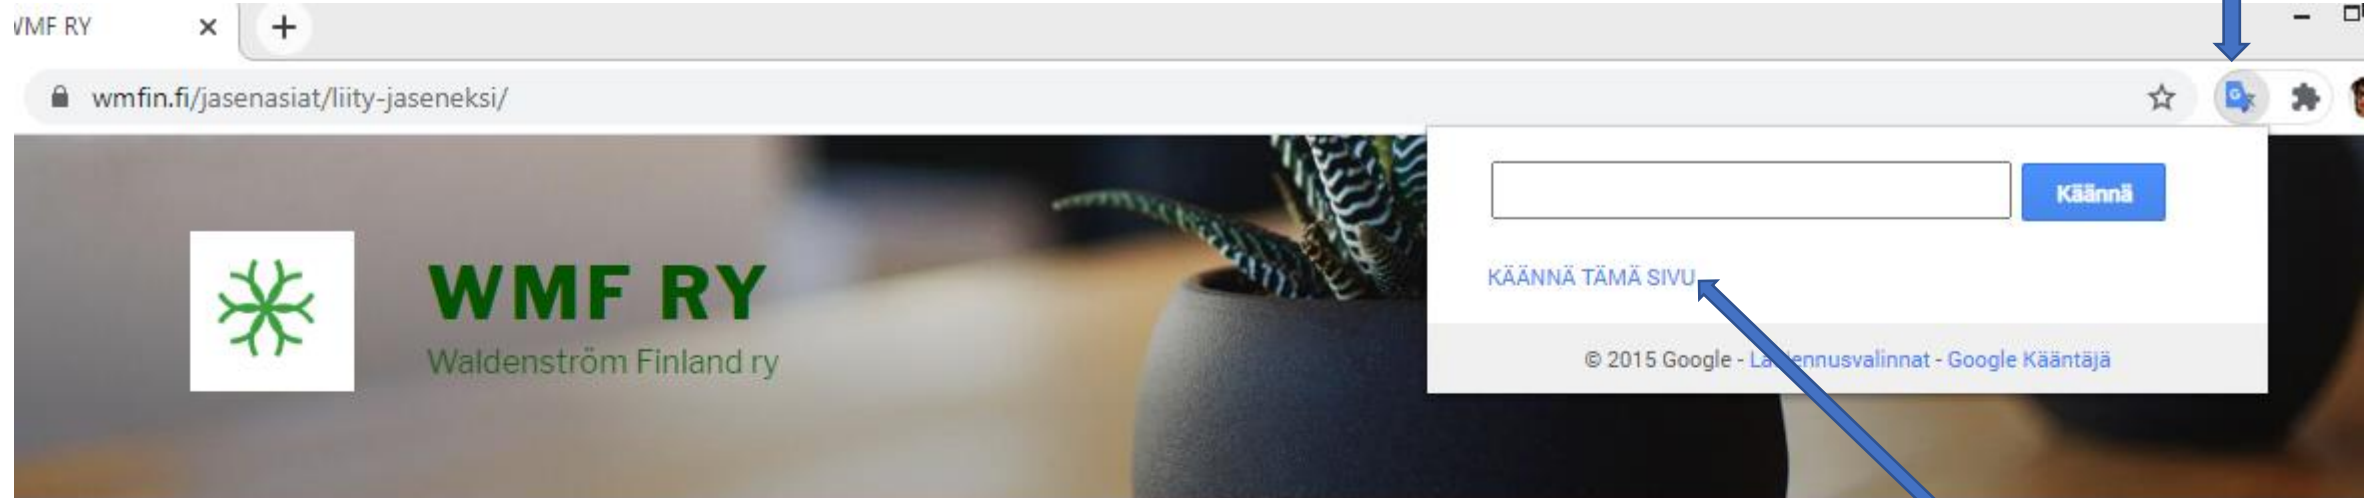 WMF RY
wmfin.fi/jasenasiat/liity-jaseneksi/
Käännä
KÄÄNNÄ TÄMÄ SIVU
WMF RY
Waldenström Finland ry
© 2015 Google - Laajennusvalinnat - Google Kääntäjä